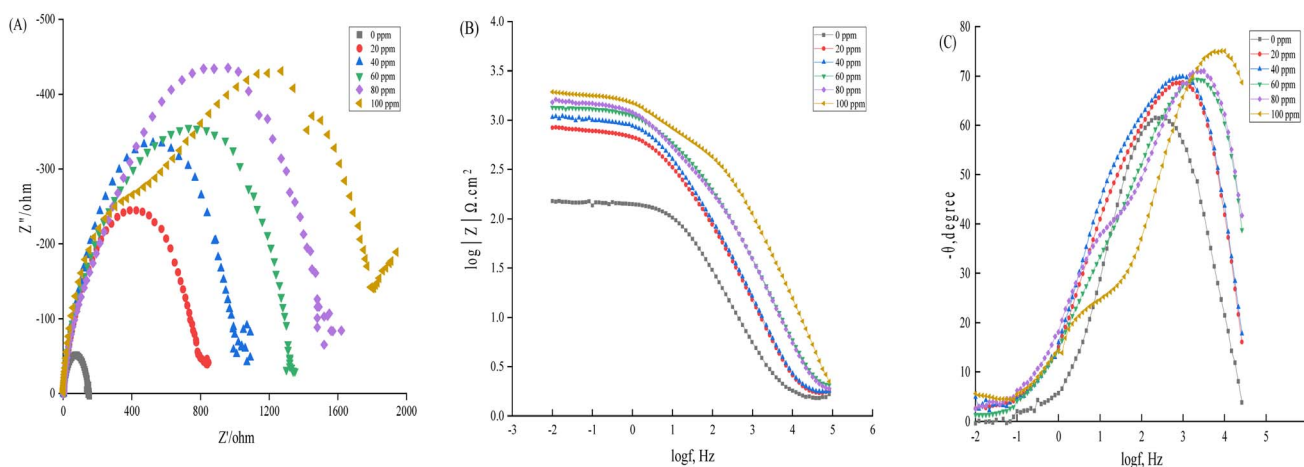 (A)
-500
-400
-300
-200
-100
0
Z"/ohm
0 400 800 1200 1600 2000
Z'/ohm
0 ppm
20 ppm
40 ppm
60 ppm
80 ppm
100 ppm
(B)
4.0
3.5
3.0
2.5
2.0
1.5
1.0
0.5
0.0
log | Z | Ω.cm²
-3 -2 -1 0 1 2 3 4 5 6
logf, Hz
0 ppm
20 ppm
40 ppm
60 ppm
80 ppm
100 ppm
(C)
80
70
60
50
40
30
20
10
0
-θ,degree
-2 -1 0 1 2 3 4 5
logf, Hz
0 ppm
20 ppm
40 ppm
60 ppm
80 ppm
100 ppm